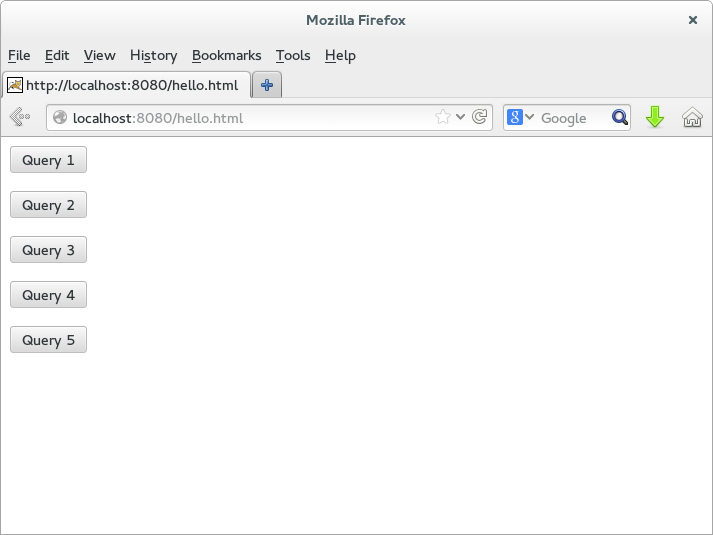 Mozilla Firefox
File Edit View History Bookmarks Tools Help
http://localhost:8080/hello.html
localhost:8080/hello.html Google
Query 1
Query 2
Query 3
Query 4
Query 5